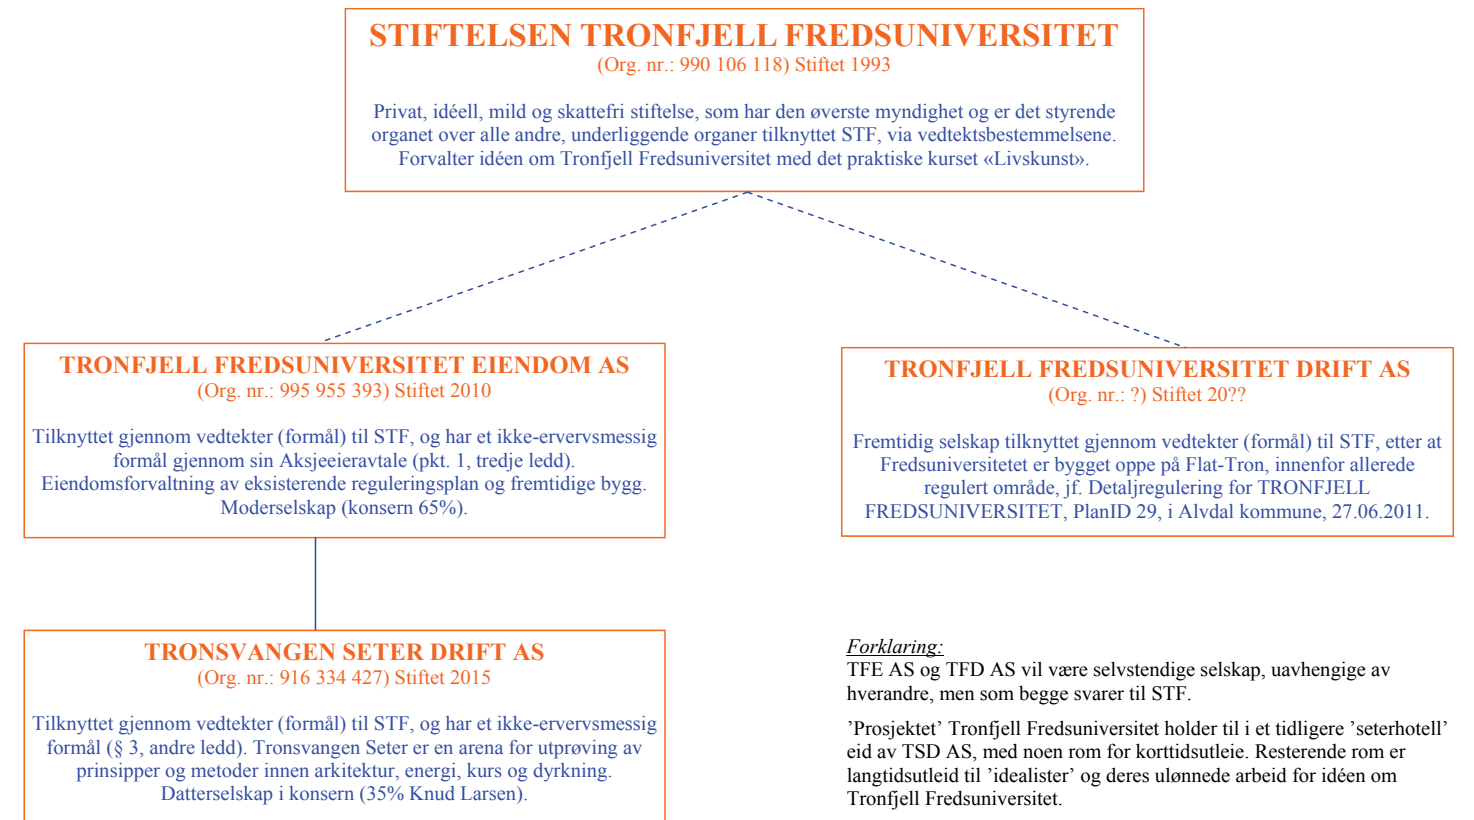 STIFTELSEN TRONFJELL FREDSUNIVERSITET
(Org. nr.: 990 106 118) Stiftet 1993
Privat, idéell, mild og skattefri stiftelse, som har den øverste myndighet og er det styrende
organet over alle andre, underliggende organer tilknyttet STF, via vedtektsbestemmelsene.
Forvalter idéen om Tronfjell Fredsuniversitet med det praktiske kurset «Livskunst».
TRONFJELL FREDSUNIVERSITET EIENDOM AS
(Org. nr.: 995 955 393) Stiftet 2010
Tilknyttet gjennom vedtekter (formål) til STF, og har et ikke-ervervsmessig
formål gjennom sin Aksjeeieravtale (pkt. 1, tredje ledd).
Eiendomsforvaltning av eksisterende reguleringsplan og fremtidige bygg.
Moderselskap (konsern 65%).
TRONFJELL FREDSUNIVERSITET DRIFT AS
(Org. nr.: ?) Stiftet 20??
Fremtidig selskap tilknyttet gjennom vedtekter (formål) til STF, etter at
Fredsuniversitetet er bygget oppe på Flat-Tron, innenfor allerede
regulert område, jf. Detaljregulering for TRONFJELL
FREDSUNIVERSITET, PlanID 29, i Alvdal kommune, 27.06.2011.
TRONSVANGEN SETER DRIFT AS
(Org. nr.: 916 334 427) Stiftet 2015
Tilknyttet gjennom vedtekter (formål) til STF, og har et ikke-ervervsmessig
formål (§ 3, andre ledd). Tronsvangen Seter er en arena for utprøving av
prinsipper og metoder innen arkitektur, energi, kurs og dyrkning.
Datterselskap i konsern (35% Knud Larsen).
Forklaring:
TFE AS og TFD AS vil være selvstendige selskap, uavhengige av
hverandre, men som begge svarer til STF.
’Prosjektet’ Tronfjell Fredsuniversitet holder til i et tidligere ’seterhotell’
eid av TSD AS, med noen rom for korttidsutleie. Resterende rom er
langtidsutleid til ’idealister’ og deres ulønnede arbeid for idéen om
Tronfjell Fredsuniversitet.